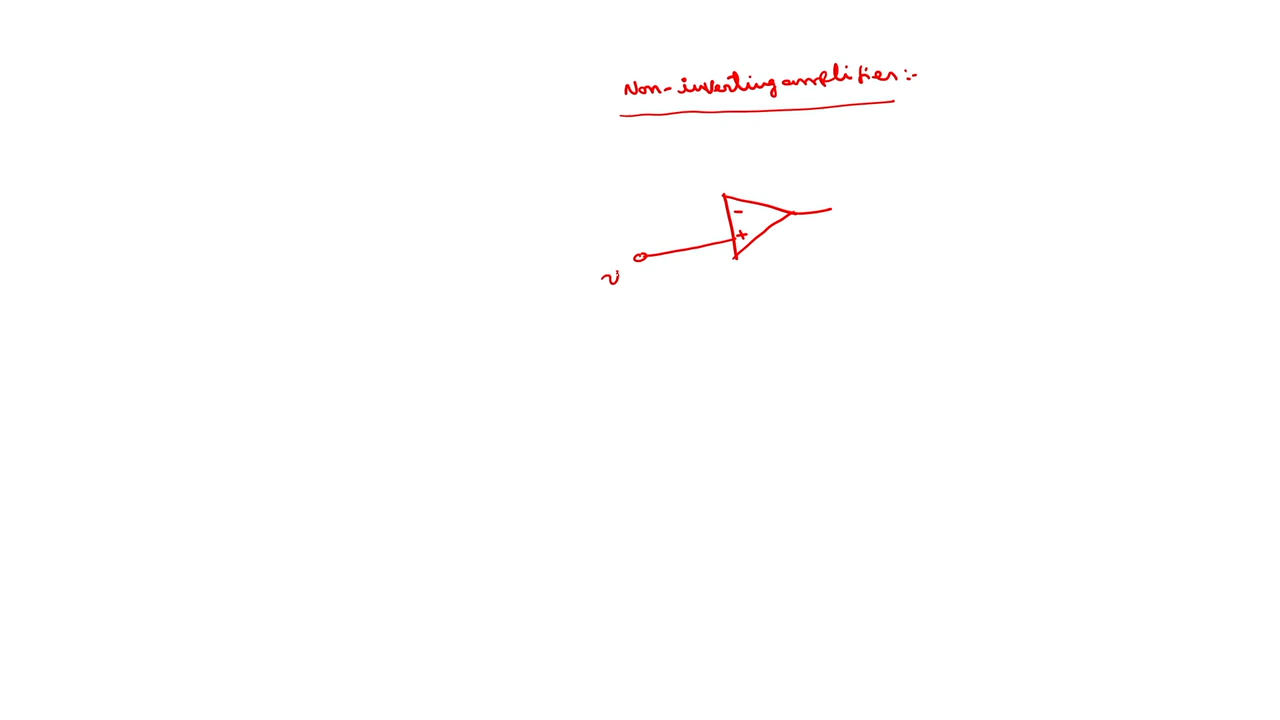 Non-inverting amplifier :-
-
+
v